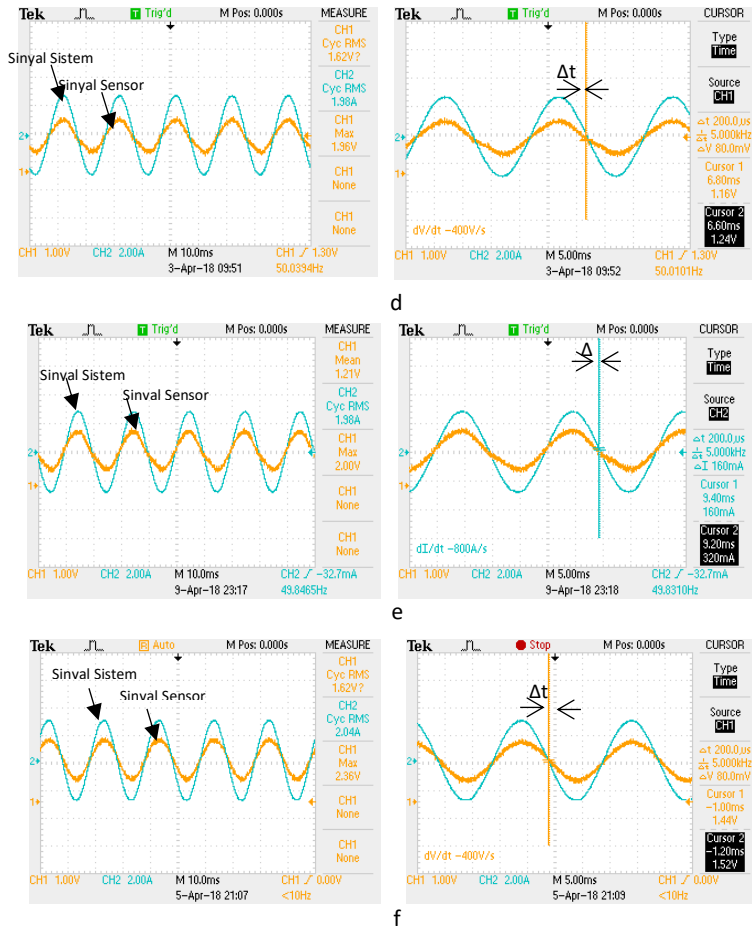 Tek Trig'd M Pos: 0.000s MEASURE
CH1
Cyc RMS
1.62V?
CH2
Cyc RMS
1.98A
CH1
Max
1.96V
CH1
None
CH1
None
Sinyal Sistem
Sinyal Sensor
2
1
CH1 1.00V CH2 2.00A M 10.0ms CH1 / 1.30V
3-Apr-18 09:51 50.0394Hz
Tek T Trig'd M Pos: 0.000s CURSOR
Type
Time
Source
CH1
Δt 200.0µs
5.000kHz
ΔV 80.0mV
Cursor 1
6.80ms
1.16V
Cursor 2
6.60ms
1.24V
Δt
2
1
dV/dt -400V/s
CH1 1.00V CH2 2.00A M 5.00ms CH1 / 1.30V
3-Apr-18 09:52 50.0101Hz
d
Tek T Trig'd M Pos: 0.000s MEASURE
CH1
Mean
1.21V
CH2
Cyc RMS
1.98A
CH1
Max
2.00V
CH1
None
CH1
None
Sinval Sistem
Sinval Sensor
2
1
CH1 1.00V CH2 2.00A M 10.0ms CH2 / -32.7mA
9-Apr-18 23:17 49.8465Hz
Tek T Trig'd M Pos: 0.000s CURSOR
Type
Time
Source
CH2
Δt 200.0µs
5.000kHz
ΔI 160mA
Cursor 1
9.40ms
160mA
Cursor 2
9.20ms
320mA
Δ
2
1
dI/dt -800A/s
CH1 1.00V CH2 2.00A M 5.00ms CH2 / -32.7mA
9-Apr-18 23:18 49.8310Hz
e
Tek R Auto M Pos: 0.000s MEASURE
CH1
Cyc RMS
1.62V?
CH2
Cyc RMS
2.04A
CH1
Max
2.36V
CH1
None
CH1
None
Sinval Sistem
Sinval Sensor
2
1
CH1 1.00V CH2 2.00A M 10.0ms CH1 / 0.00V
5-Apr-18 21:07 <10Hz
Tek Stop M Pos: 0.000s CURSOR
Type
Time
Source
CH1
Δt 200.0µs
5.000kHz
ΔV 80.0mV
Cursor 1
-1.00ms
1.44V
Cursor 2
-1.20ms
1.52V
Δt
2
1
dV/dt -400V/s
CH1 1.00V CH2 2.00A M 5.00ms CH1 / 0.00V
5-Apr-18 21:09 <10Hz
f